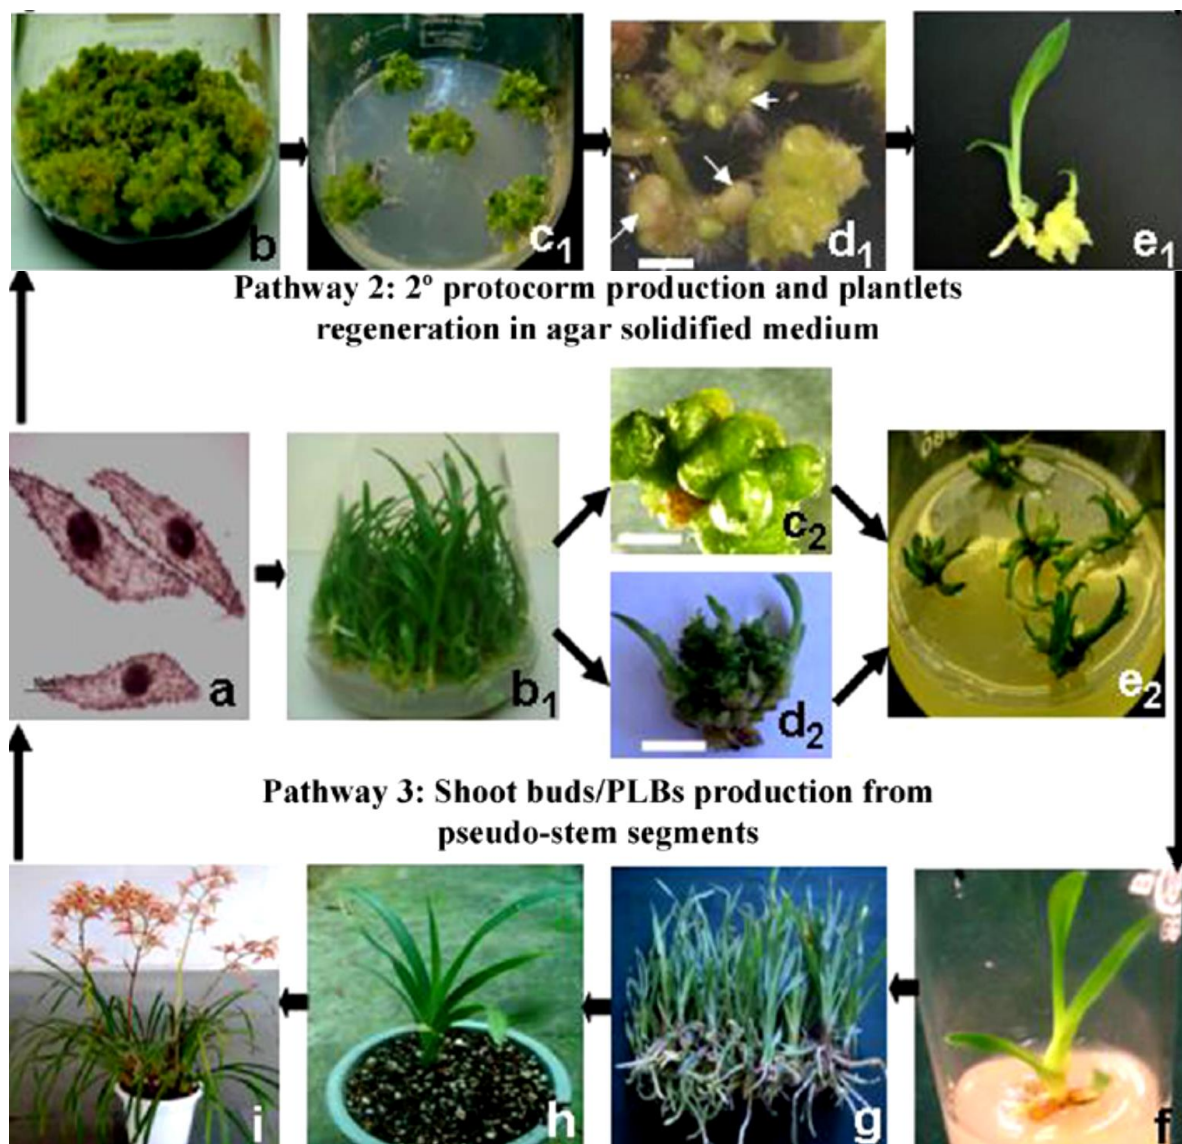 b
c1
d1
e1
Pathway 2: 2º protocorm production and plantlets
regeneration in agar solidified medium
a
b1
c2
d2
e2
Pathway 3: Shoot buds/PLBs production from
pseudo-stem segments
i
h
g
f